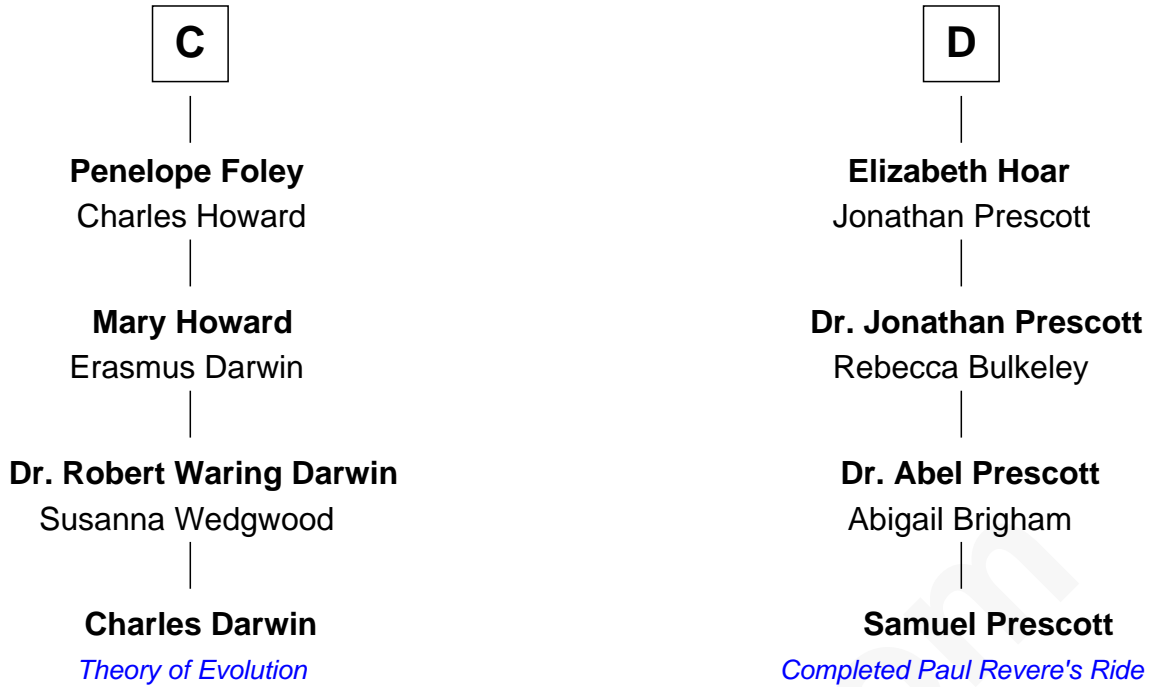 C
Penelope Foley
Charles Howard
Mary Howard
Erasmus Darwin
Dr. Robert Waring Darwin
Susanna Wedgwood
Charles Darwin
Theory of Evolution
D
Elizabeth Hoar
Jonathan Prescott
Dr. Jonathan Prescott
Rebecca Bulkeley
Dr. Abel Prescott
Abigail Brigham
Samuel Prescott
Completed Paul Revere's Ride